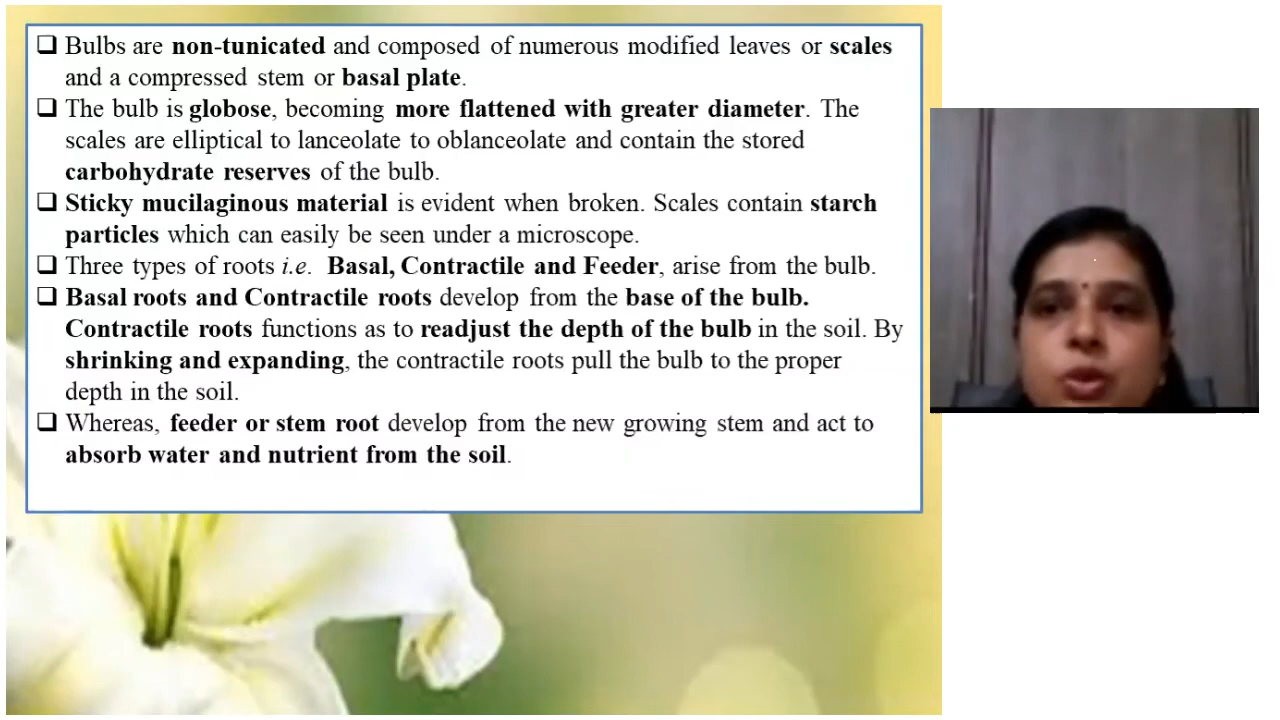 ❑ Bulbs are non-tunicated and composed of numerous modified leaves or scales
and a compressed stem or basal plate.
❑ The bulb is globose, becoming more flattened with greater diameter. The
scales are elliptical to lanceolate to oblanceolate and contain the stored
carbohydrate reserves of the bulb.
❑ Sticky mucilaginous material is evident when broken. Scales contain starch
particles which can easily be seen under a microscope.
❑ Three types of roots i.e. Basal, Contractile and Feeder, arise from the bulb.
❑ Basal roots and Contractile roots develop from the base of the bulb.
Contractile roots functions as to readjust the depth of the bulb in the soil. By
shrinking and expanding, the contractile roots pull the bulb to the proper
depth in the soil.
❑ Whereas, feeder or stem root develop from the new growing stem and act to
absorb water and nutrient from the soil.